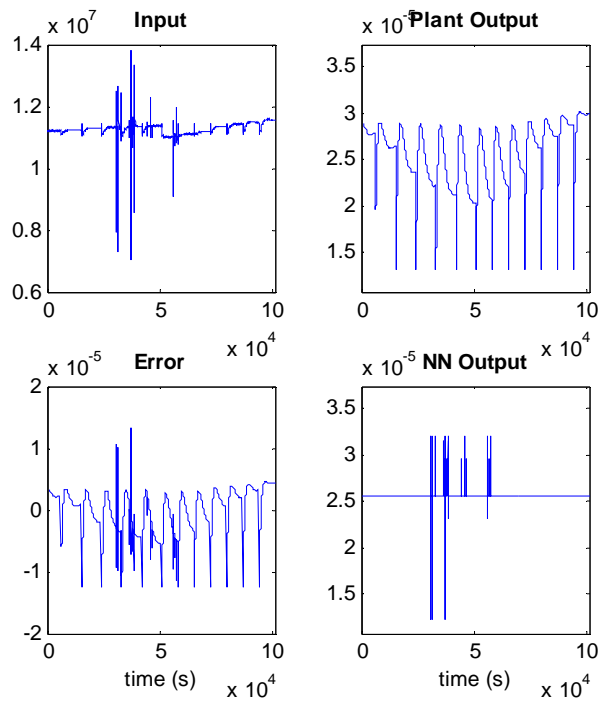 Input
x 10^7
1.4
1.2
1
0.8
0.6
0
5
10
x 10^4
Plant Output
x 10^-5
3.5
3
2.5
2
1.5
0
5
10
x 10^4
Error
x 10^-5
2
1
0
-1
-2
0
5
10
time (s)
x 10^4
NN Output
x 10^-5
3.5
3
2.5
2
1.5
0
5
10
time (s)
x 10^4